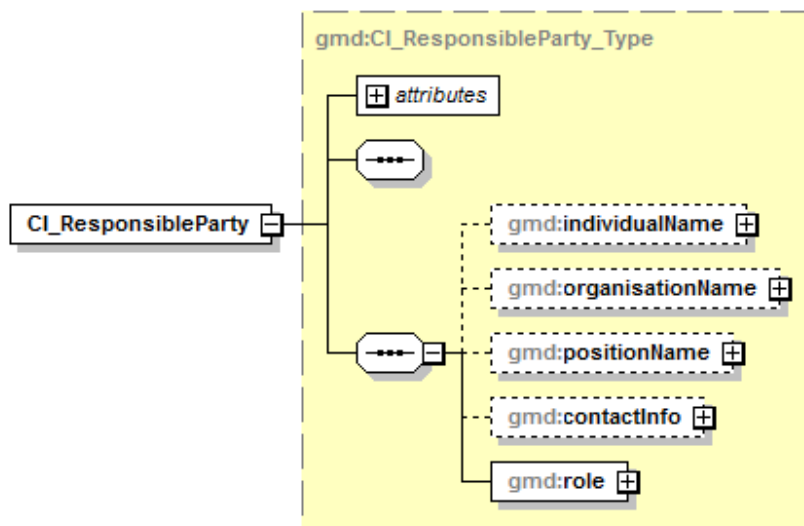 gmd:CI_ResponsibleParty_Type
attributes
CI_ResponsibleParty
gmd:individualName
gmd:organisationName
gmd:positionName
gmd:contactInfo
gmd:role